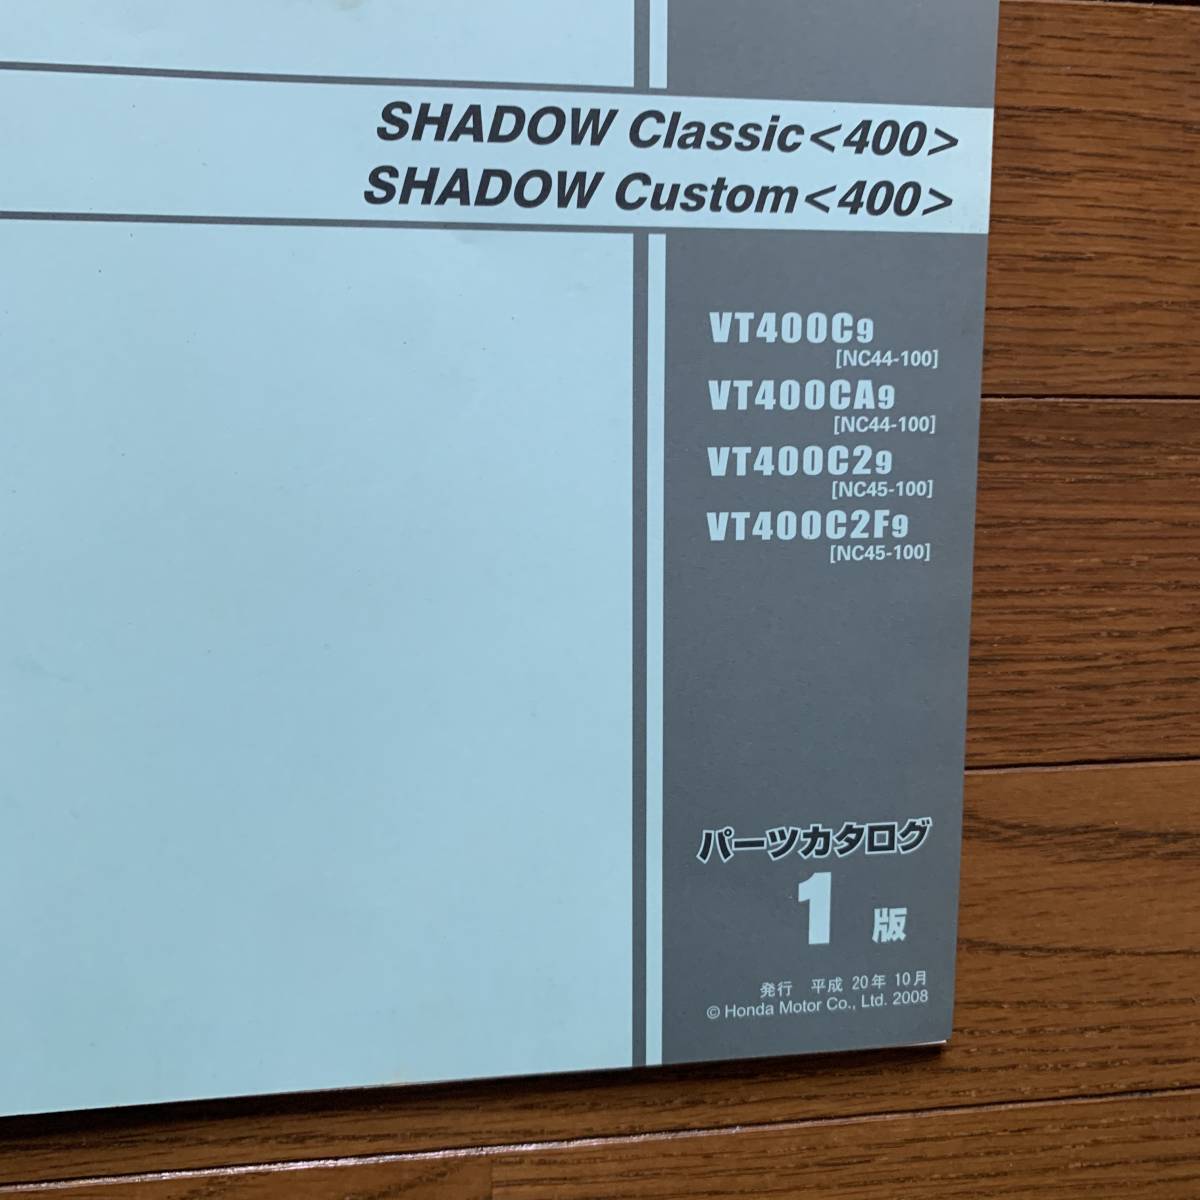 SHADOW Classic<400>
SHADOW Custom<400>
VT400C9
[NC44-100]
VT400CA9
[NC44-100]
VT400C29
[NC45-100]
VT400C2F9
[NC45-100]
パーツカタログ
1 版
発行 平成 20年 10月
© Honda Motor Co., Ltd. 2008